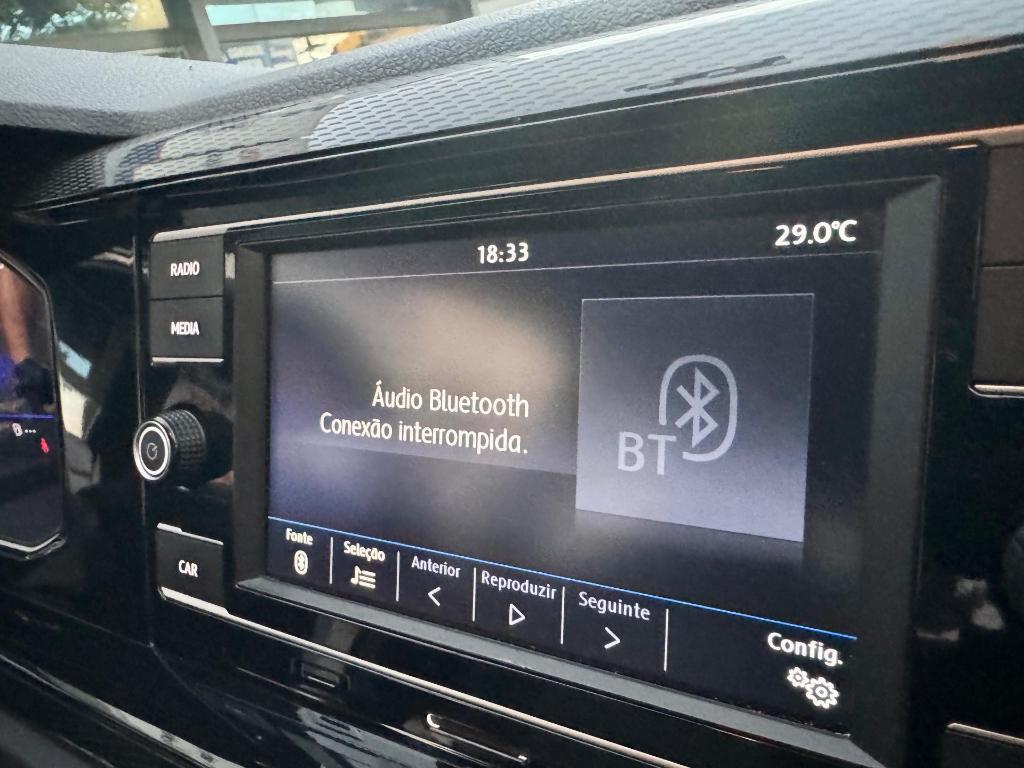 18:33
29.0°C
RADIO
MEDIA
Áudio Bluetooth
Conexão interrompida.
BT
CAR
Fonte
Seleção
Anterior
Reproduzir
Seguinte
Config.